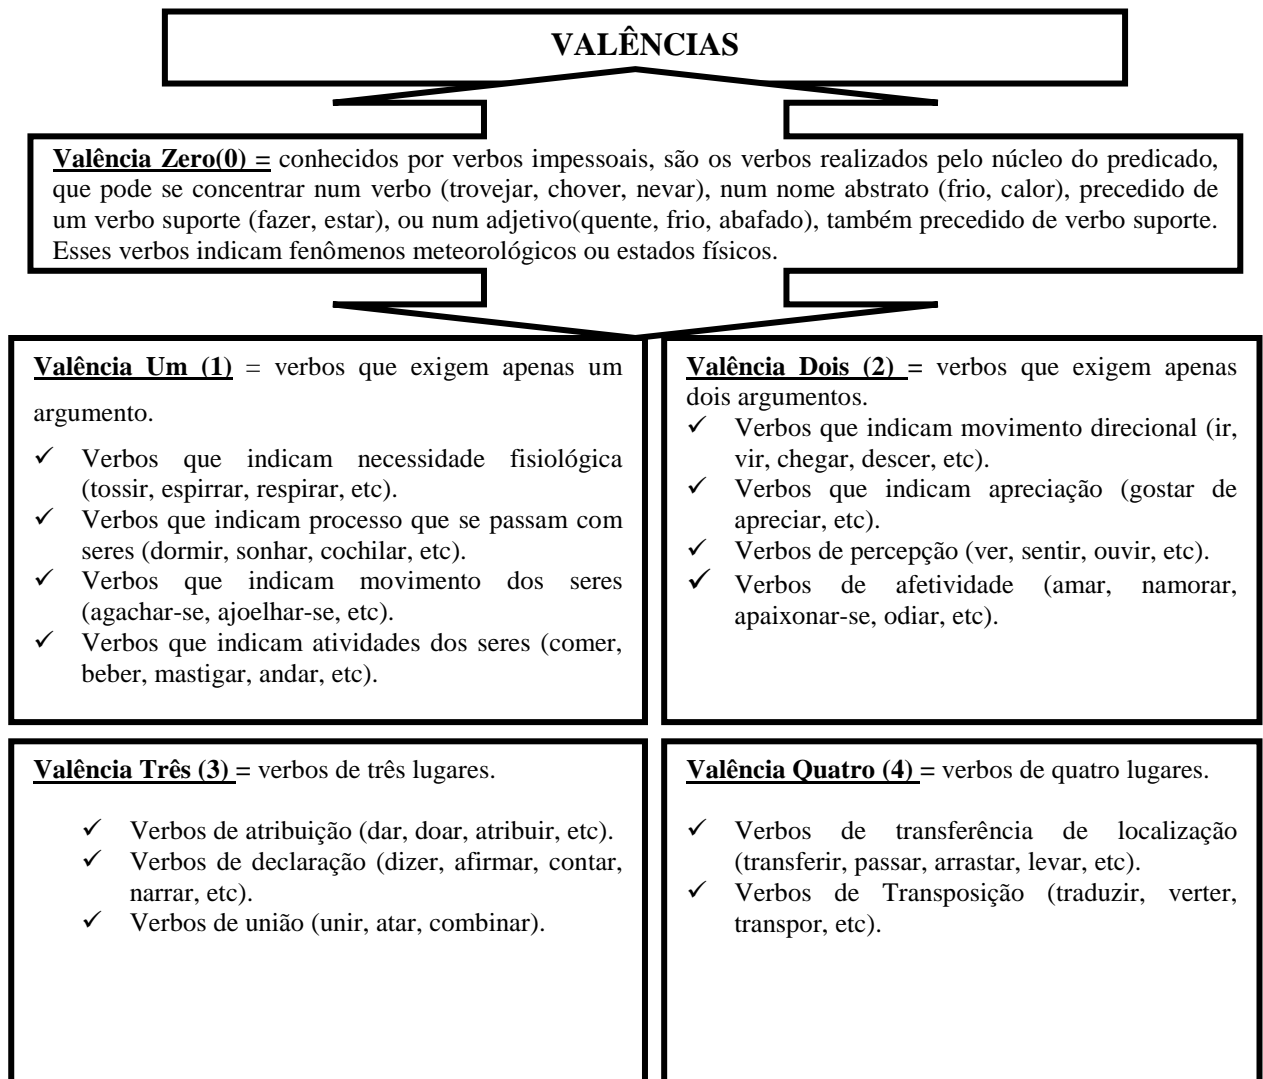 VALÊNCIAS
Valência Zero(0) = conhecidos por verbos impessoais, são os verbos realizados pelo núcleo do predicado,
que pode se concentrar num verbo (trovejar, chover, nevar), num nome abstrato (frio, calor), precedido de
um verbo suporte (fazer, estar), ou num adjetivo(quente, frio, abafado), também precedido de verbo suporte.
Esses verbos indicam fenômenos meteorológicos ou estados físicos.
Valência Um (1) = verbos que exigem apenas um
argumento.
✓ Verbos que indicam necessidade fisiológica
(tossir, espirrar, respirar, etc).
✓ Verbos que indicam processo que se passam com
seres (dormir, sonhar, cochilar, etc).
✓ Verbos que indicam movimento dos seres
(agachar-se, ajoelhar-se, etc).
✓ Verbos que indicam atividades dos seres (comer,
beber, mastigar, andar, etc).
Valência Dois (2) = verbos que exigem apenas
dois argumentos.
✓ Verbos que indicam movimento direcional (ir,
vir, chegar, descer, etc).
✓ Verbos que indicam apreciação (gostar de
apreciar, etc).
✓ Verbos de percepção (ver, sentir, ouvir, etc).
✓ Verbos de afetividade (amar, namorar,
apaixonar-se, odiar, etc).
Valência Três (3) = verbos de três lugares.
✓ Verbos de atribuição (dar, doar, atribuir, etc).
✓ Verbos de declaração (dizer, afirmar, contar,
narrar, etc).
✓ Verbos de união (unir, atar, combinar).
Valência Quatro (4) = verbos de quatro lugares.
✓ Verbos de transferência de localização
(transferir, passar, arrastar, levar, etc).
✓ Verbos de Transposição (traduzir, verter,
transpor, etc).